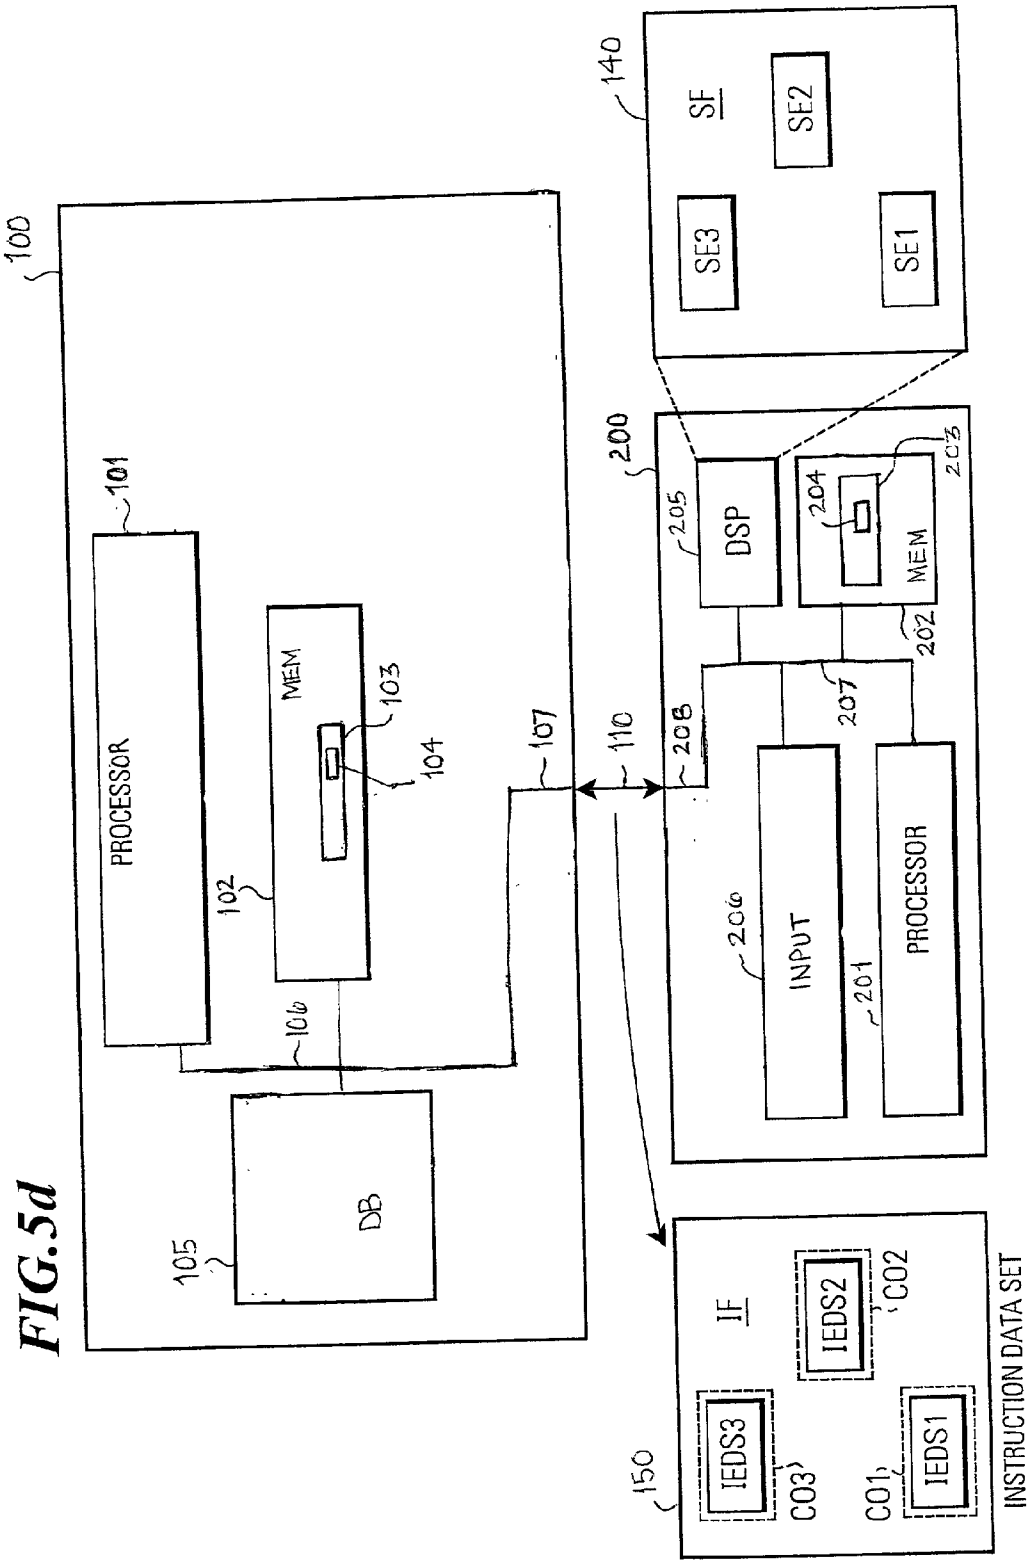 FIG.5d
100
101
PROCESSOR
102
MEM
103
104
105
DB
106
107
110
200
208
205
DSP
204
203
MEM
202
207
206
INPUT
201
PROCESSOR
140
SF
SE3
SE2
SE1
150
IF
IEDS3
CO3
IEDS2
CO2
CO1
IEDS1
INSTRUCTION DATA SET